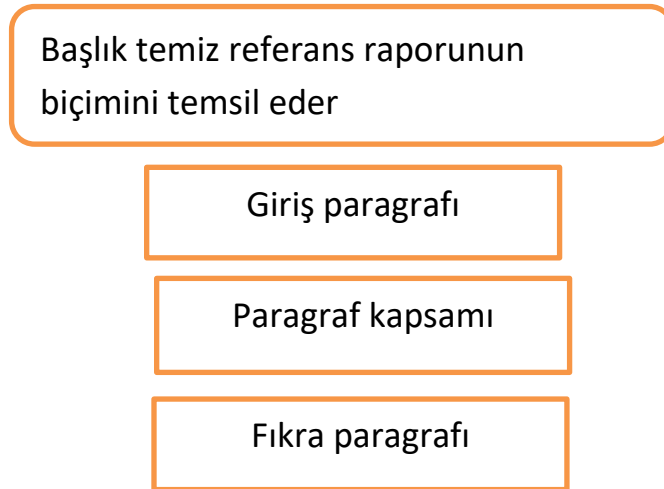 Başlık temiz referans raporunun
biçimini temsil eder
Giriş paragrafı
Paragraf kapsamı
Fıkra paragrafı